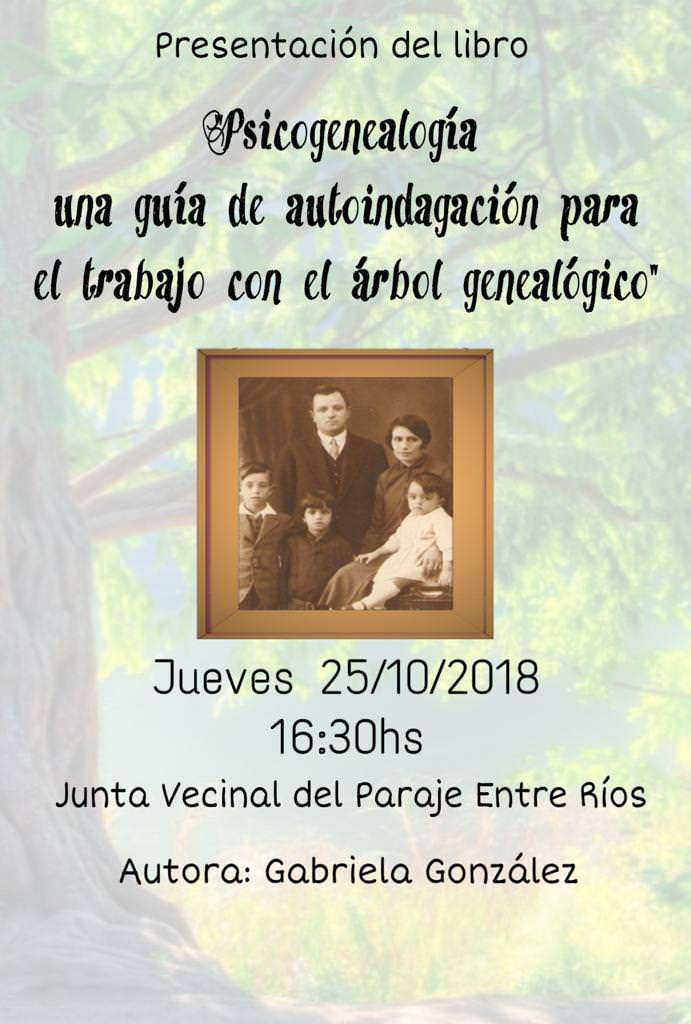 Presentación del libro
"Psicogenealogía
una guía de autoindagación para
el trabajo con el árbol genealógico"
Jueves 25/10/2018
16:30hs
Junta Vecinal del Paraje Entre Ríos
Autora: Gabriela González